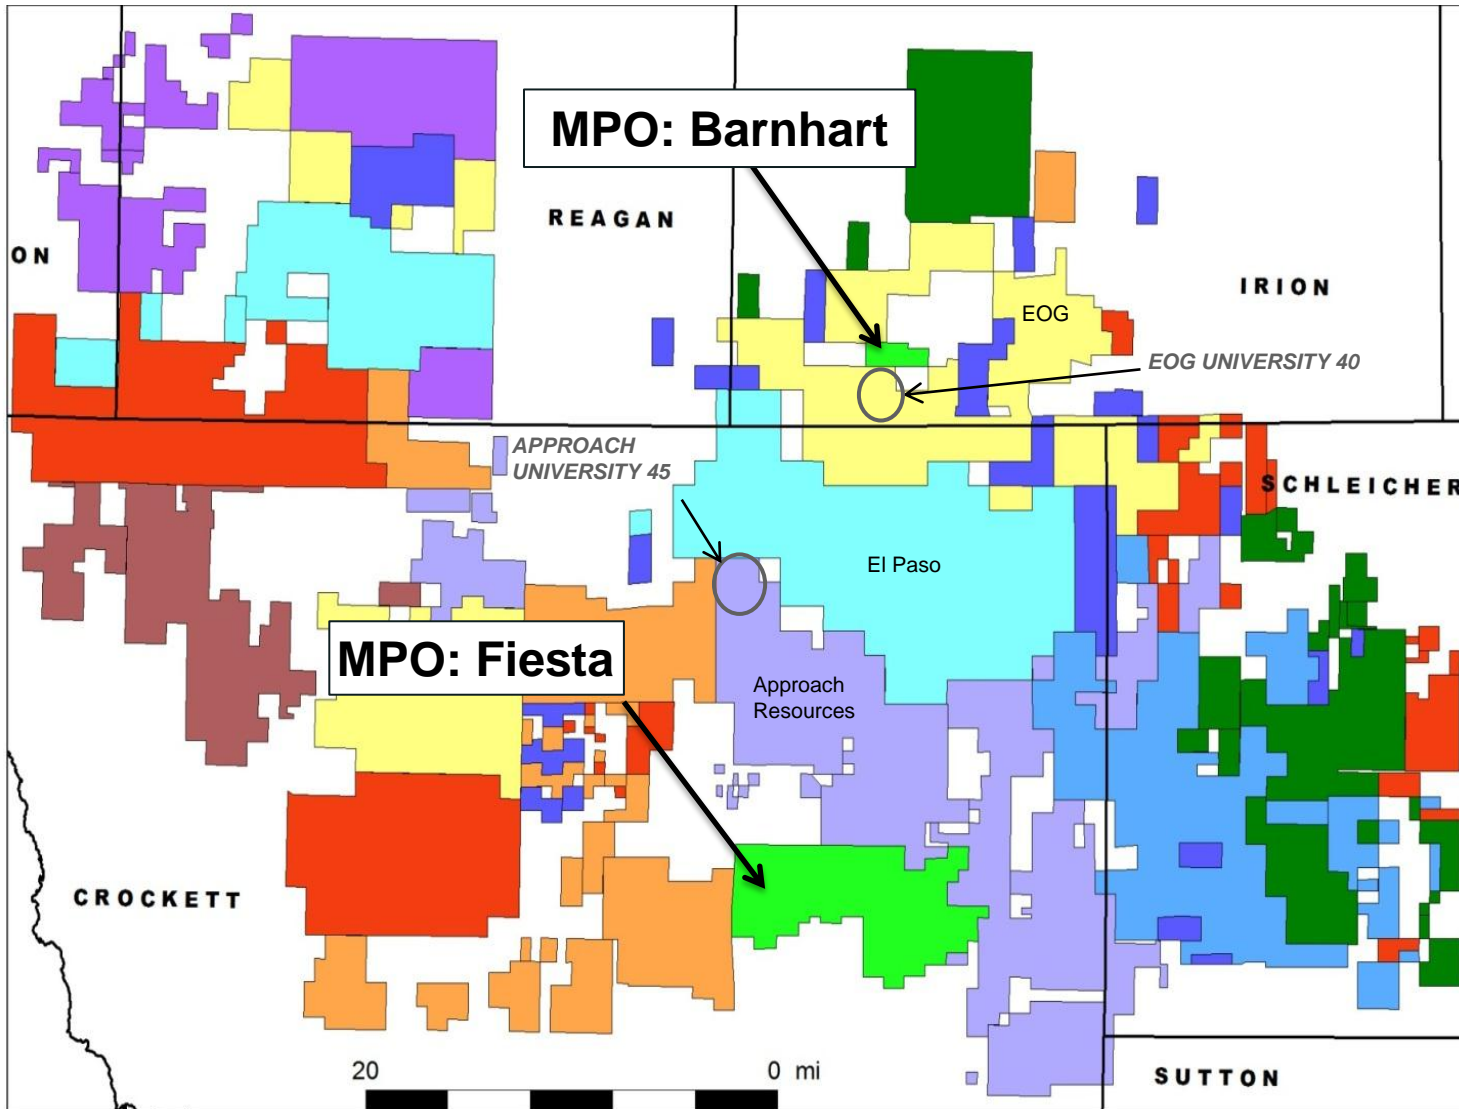 MPO: Barnhart
REAGAN
ON
IRION
EOG
EOG UNIVERSITY 40
APPROACH
UNIVERSITY 45
SCHLEICHER
El Paso
MPO: Fiesta
Approach
Resources
CROCKETT
20
0 mi
SUTTON